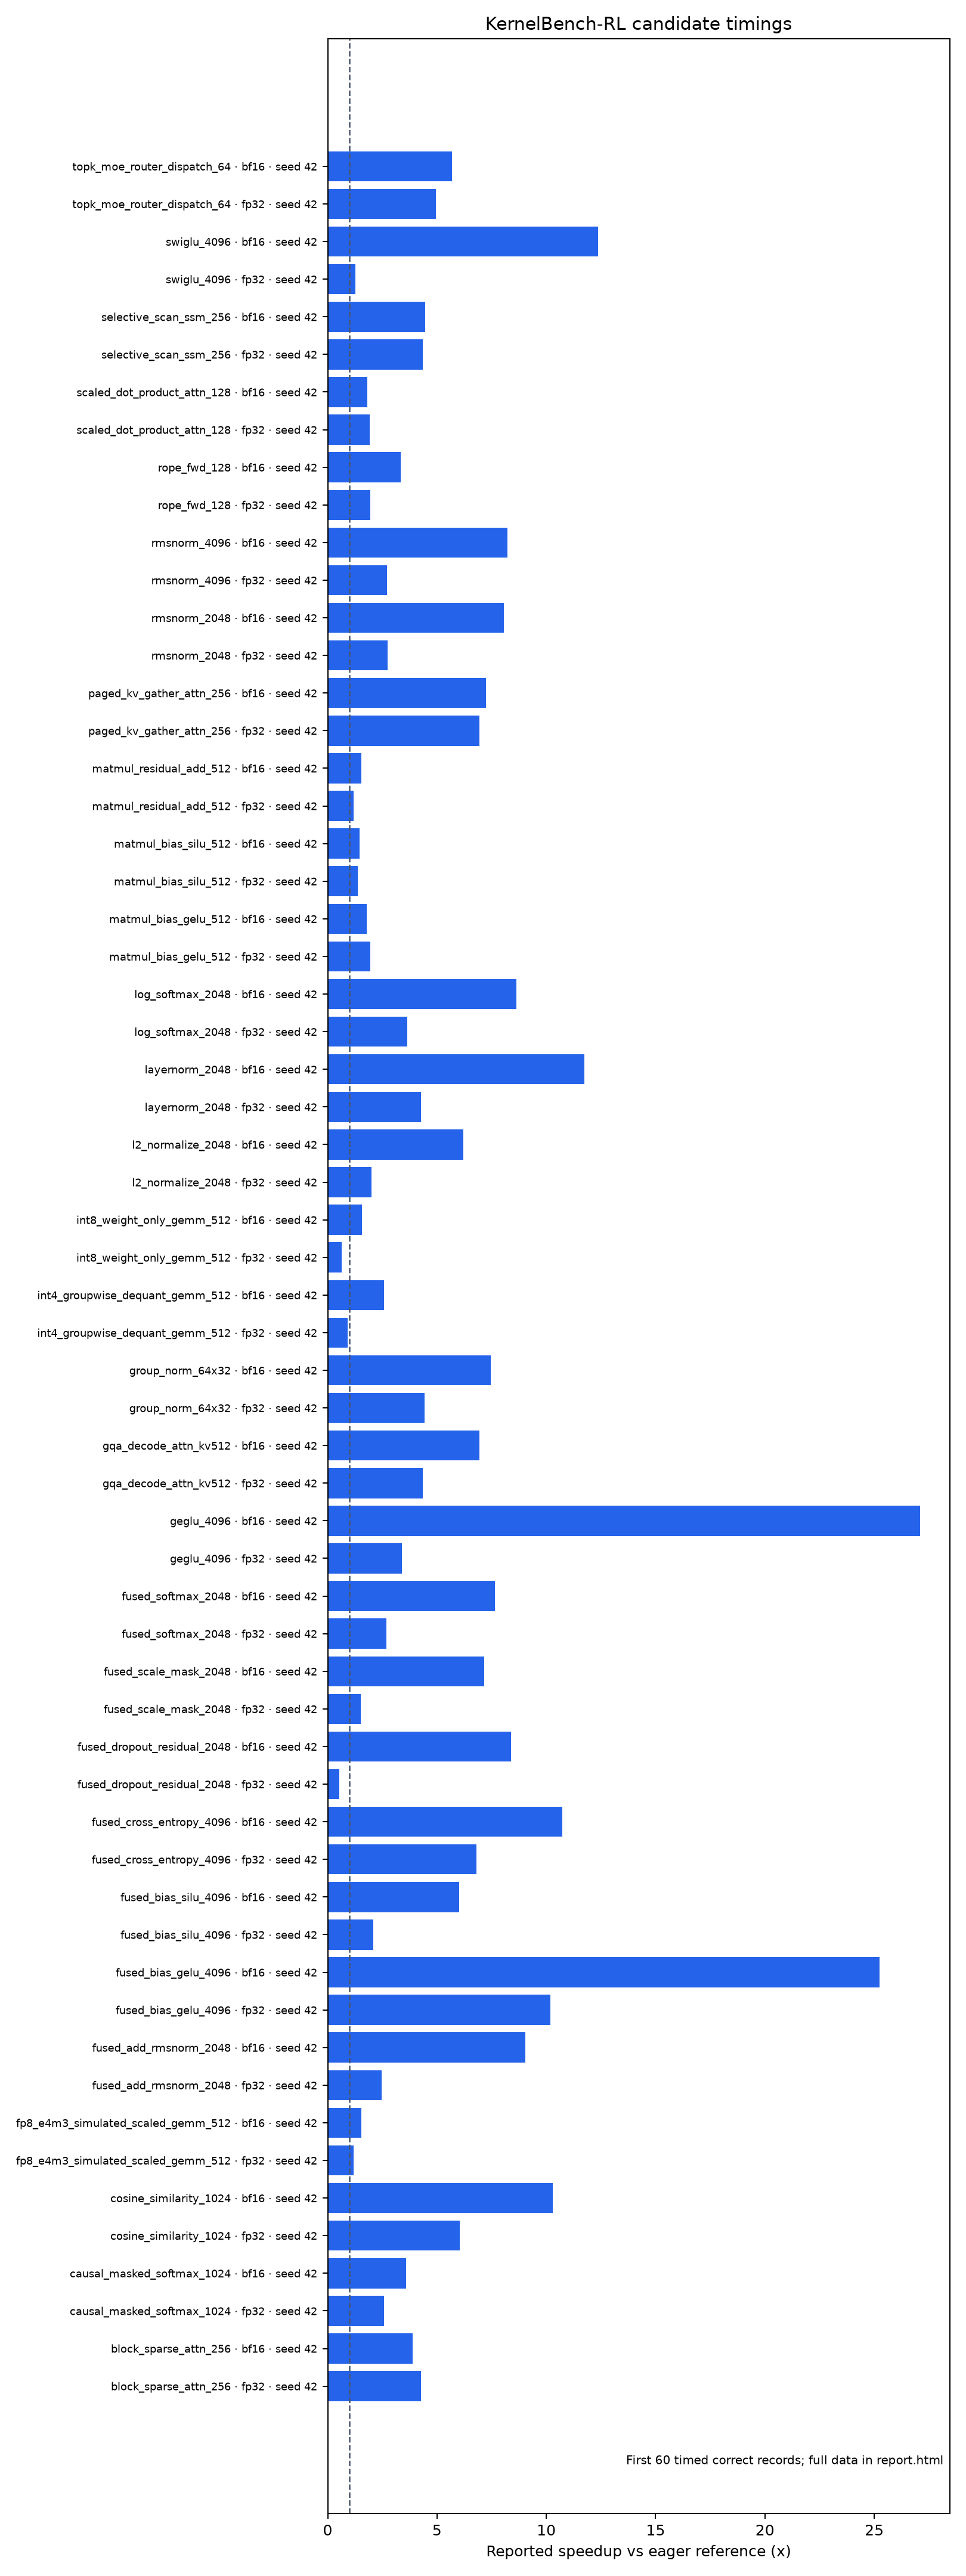 KernelBench-RL candidate timings
topk_moe_router_dispatch_64 · bf16 · seed 42
topk_moe_router_dispatch_64 · fp32 · seed 42
swiglu_4096 · bf16 · seed 42
swiglu_4096 · fp32 · seed 42
selective_scan_ssm_256 · bf16 · seed 42
selective_scan_ssm_256 · fp32 · seed 42
scaled_dot_product_attn_128 · bf16 · seed 42
scaled_dot_product_attn_128 · fp32 · seed 42
rope_fwd_128 · bf16 · seed 42
rope_fwd_128 · fp32 · seed 42
rmsnorm_4096 · bf16 · seed 42
rmsnorm_4096 · fp32 · seed 42
rmsnorm_2048 · bf16 · seed 42
rmsnorm_2048 · fp32 · seed 42
paged_kv_gather_attn_256 · bf16 · seed 42
paged_kv_gather_attn_256 · fp32 · seed 42
matmul_residual_add_512 · bf16 · seed 42
matmul_residual_add_512 · fp32 · seed 42
matmul_bias_silu_512 · bf16 · seed 42
matmul_bias_silu_512 · fp32 · seed 42
matmul_bias_gelu_512 · bf16 · seed 42
matmul_bias_gelu_512 · fp32 · seed 42
log_softmax_2048 · bf16 · seed 42
log_softmax_2048 · fp32 · seed 42
layernorm_2048 · bf16 · seed 42
layernorm_2048 · fp32 · seed 42
l2_normalize_2048 · bf16 · seed 42
l2_normalize_2048 · fp32 · seed 42
int8_weight_only_gemm_512 · bf16 · seed 42
int8_weight_only_gemm_512 · fp32 · seed 42
int4_groupwise_dequant_gemm_512 · bf16 · seed 42
int4_groupwise_dequant_gemm_512 · fp32 · seed 42
group_norm_64x32 · bf16 · seed 42
group_norm_64x32 · fp32 · seed 42
gqa_decode_attn_kv512 · bf16 · seed 42
gqa_decode_attn_kv512 · fp32 · seed 42
geglu_4096 · bf16 · seed 42
geglu_4096 · fp32 · seed 42
fused_softmax_2048 · bf16 · seed 42
fused_softmax_2048 · fp32 · seed 42
fused_scale_mask_2048 · bf16 · seed 42
fused_scale_mask_2048 · fp32 · seed 42
fused_dropout_residual_2048 · bf16 · seed 42
fused_dropout_residual_2048 · fp32 · seed 42
fused_cross_entropy_4096 · bf16 · seed 42
fused_cross_entropy_4096 · fp32 · seed 42
fused_bias_silu_4096 · bf16 · seed 42
fused_bias_silu_4096 · fp32 · seed 42
fused_bias_gelu_4096 · bf16 · seed 42
fused_bias_gelu_4096 · fp32 · seed 42
fused_add_rmsnorm_2048 · bf16 · seed 42
fused_add_rmsnorm_2048 · fp32 · seed 42
fp8_e4m3_simulated_scaled_gemm_512 · bf16 · seed 42
fp8_e4m3_simulated_scaled_gemm_512 · fp32 · seed 42
cosine_similarity_1024 · bf16 · seed 42
cosine_similarity_1024 · fp32 · seed 42
causal_masked_softmax_1024 · bf16 · seed 42
causal_masked_softmax_1024 · fp32 · seed 42
block_sparse_attn_256 · bf16 · seed 42
block_sparse_attn_256 · fp32 · seed 42
First 60 timed correct records; full data in report.html
0 5 10 15 20 25
Reported speedup vs eager reference (x)